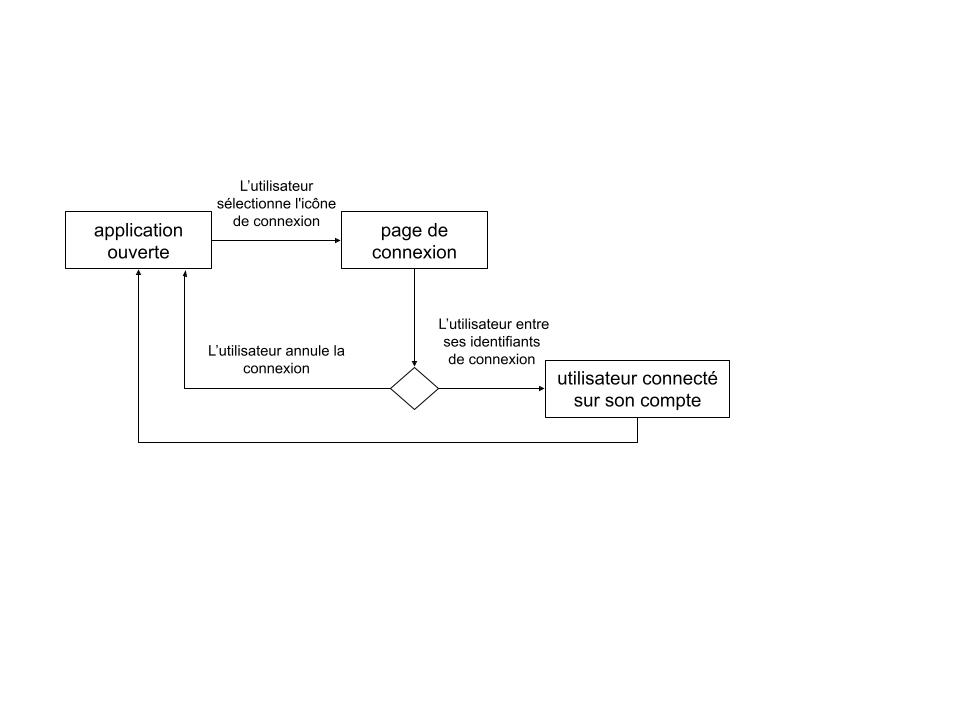 L’utilisateur
sélectionne l'icône
de connexion
application
ouverte
page de
connexion
L’utilisateur entre
ses identifiants
de connexion
L’utilisateur annule la
connexion
utilisateur connecté
sur son compte